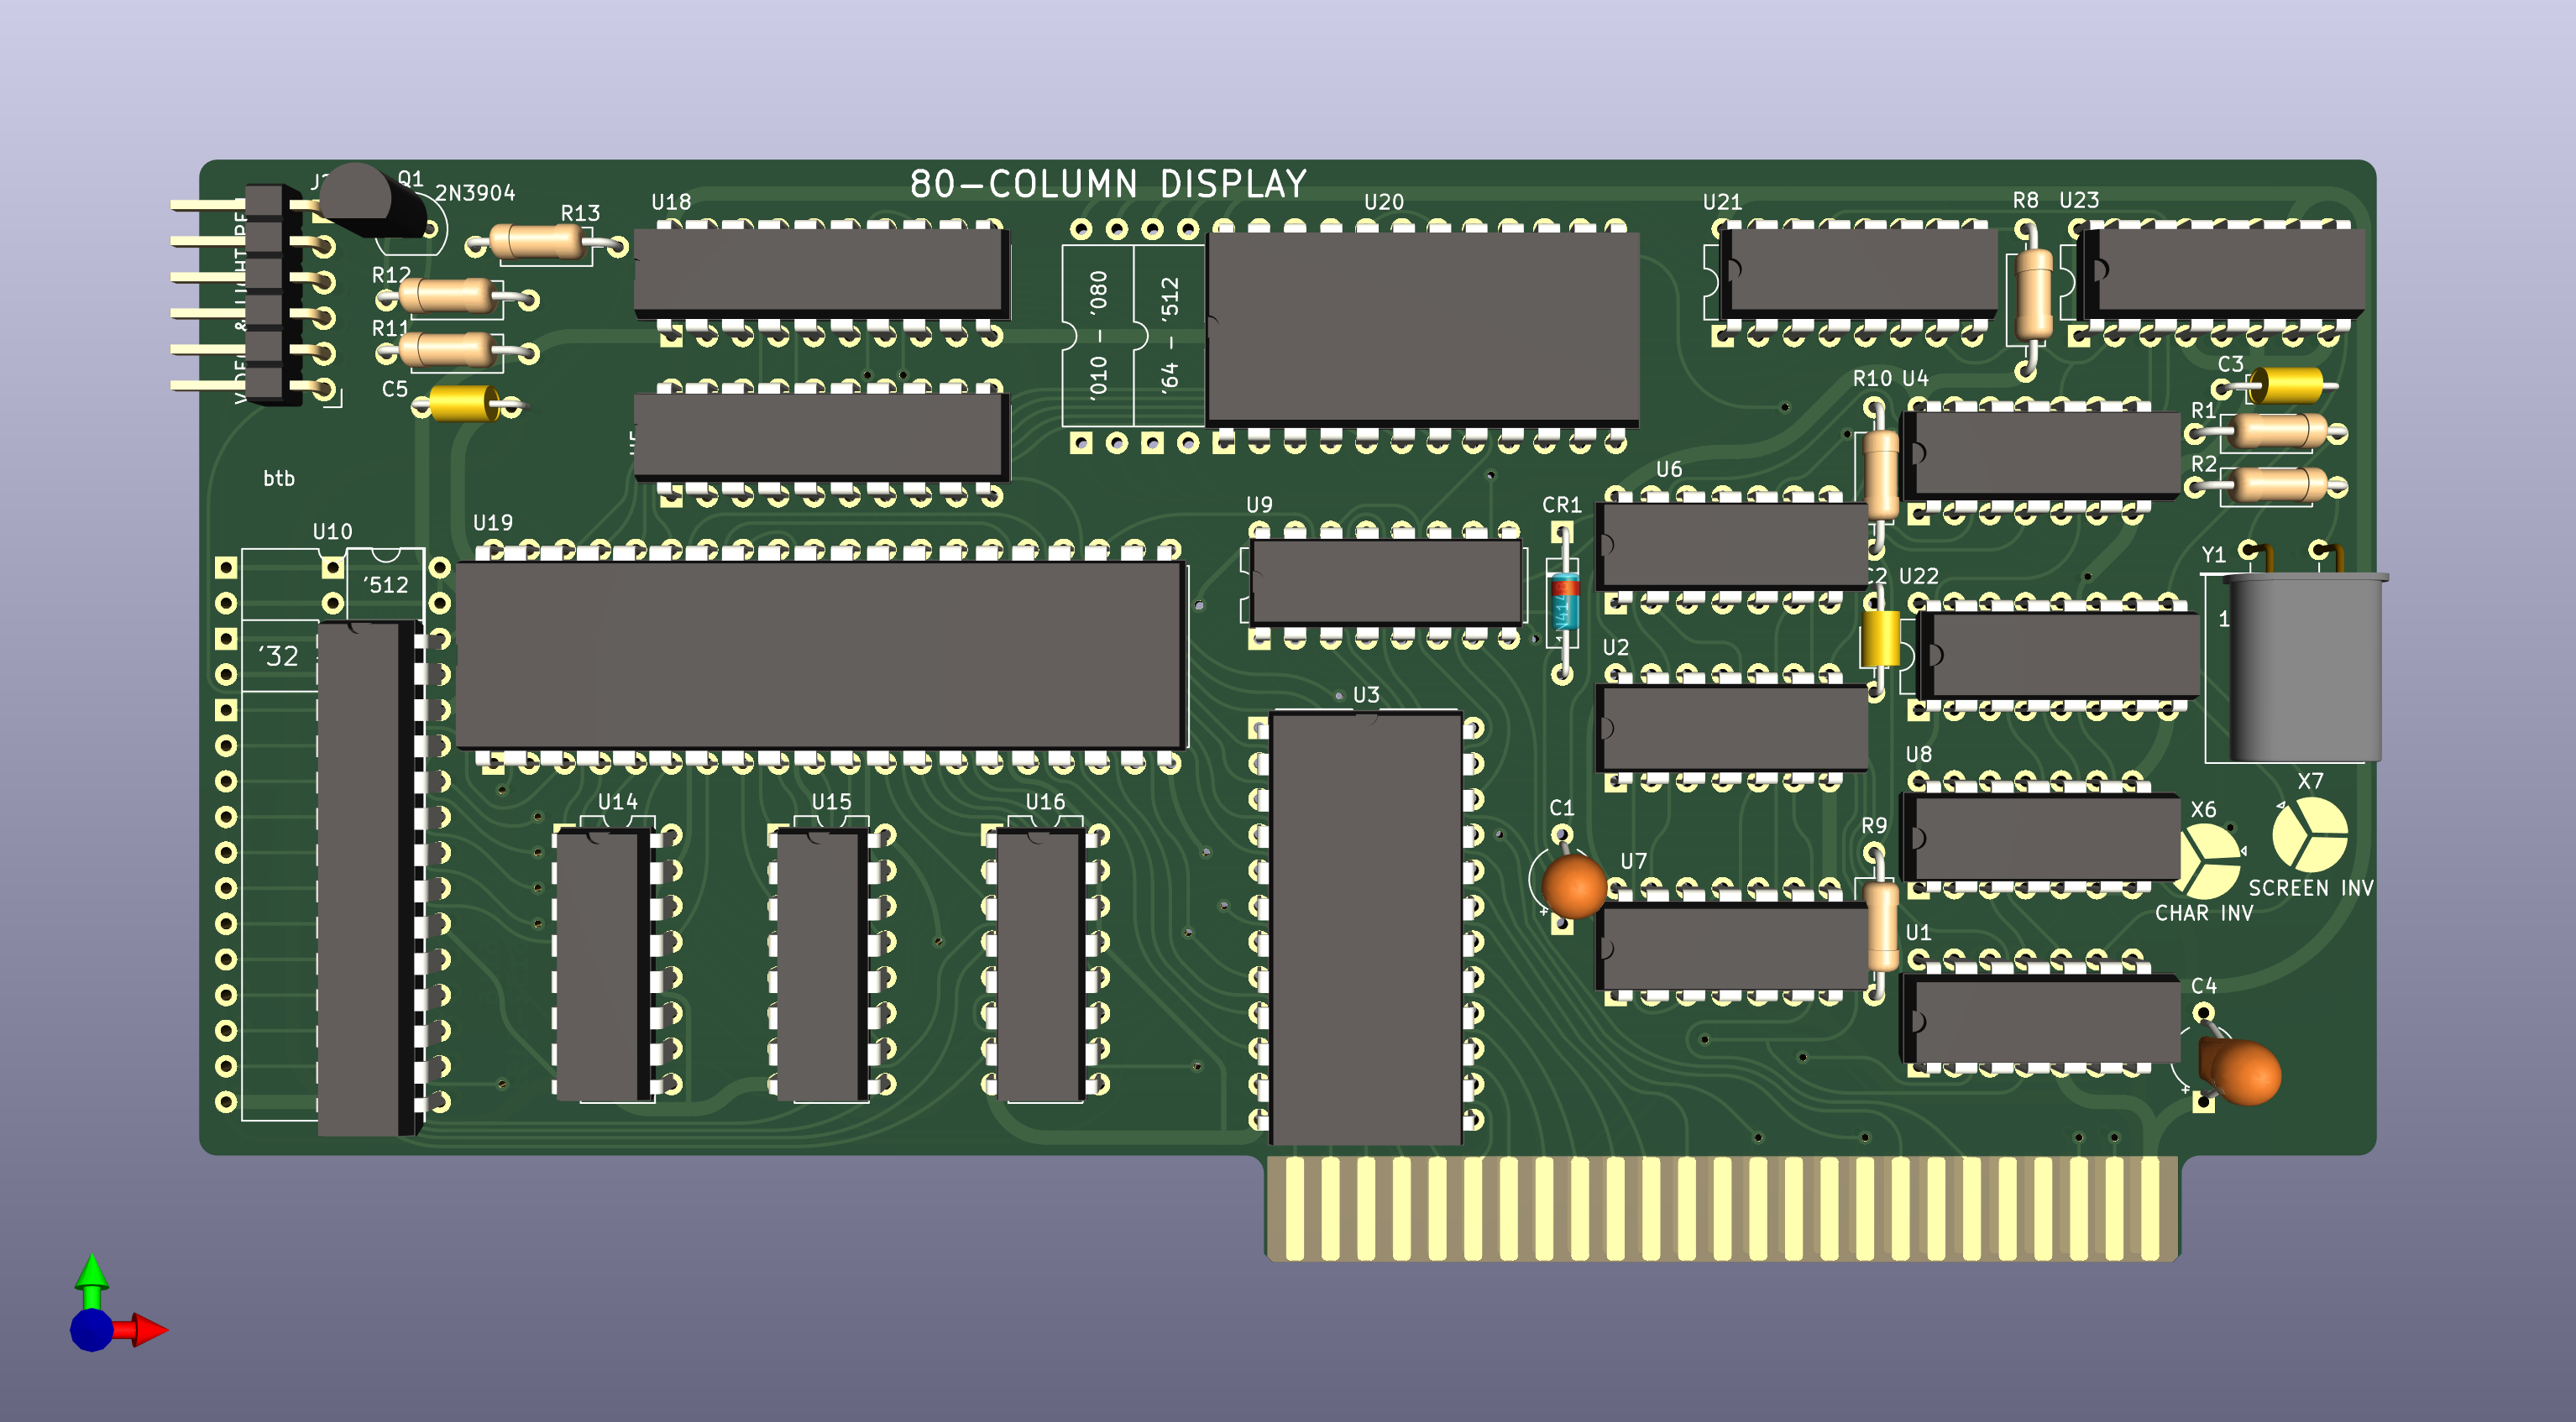 80-COLUMN DISPLAY
Q1
2N3904
R13
U18
U20
U21
R8
U23
R12
'010 - '080
'64 - '512
R11
C5
R10
U4
C3
R1
R2
btb
U6
U9
CR1
U10
U19
'512
Y1
U22
'32
U2
U3
U8
X7
U14
U15
U16
C1
R9
X6
U7
SCREEN INV
CHAR INV
U1
C4
+
+